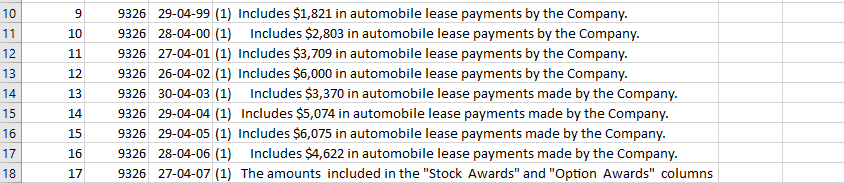 10 9 9326 29-04-99 (1) Includes $1,821 in automobile lease payments by the Company.
11 10 9326 28-04-00 (1) Includes $2,803 in automobile lease payments by the Company.
12 11 9326 27-04-01 (1) Includes $3,709 in automobile lease payments by the Company.
13 12 9326 26-04-02 (1) Includes $6,000 in automobile lease payments by the Company.
14 13 9326 30-04-03 (1) Includes $3,370 in automobile lease payments made by the Company.
15 14 9326 29-04-04 (1) Includes $5,074 in automobile lease payments made by the Company.
16 15 9326 29-04-05 (1) Includes $6,075 in automobile lease payments made by the Company.
17 16 9326 28-04-06 (1) Includes $4,622 in automobile lease payments made by the Company.
18 17 9326 27-04-07 (1) The amounts included in the "Stock Awards" and "Option Awards" columns